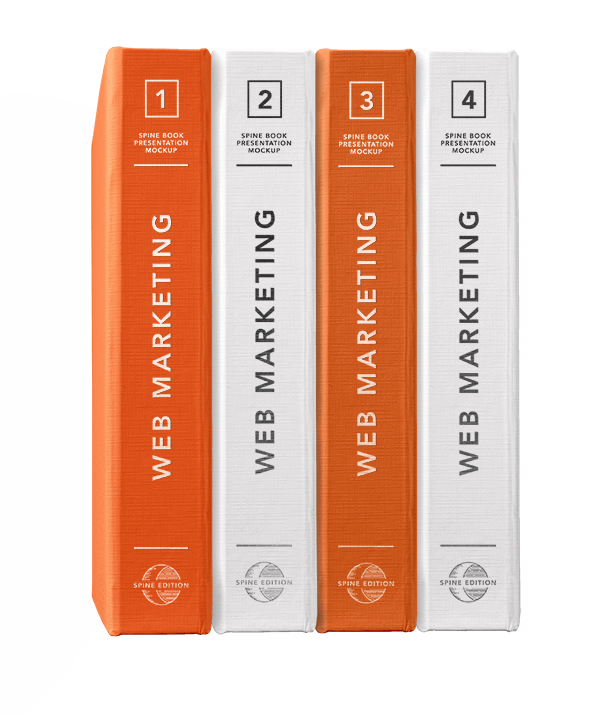 1
SPINE BOOK
PRESENTATION
MOCKUP
WEB MARKETING
SPINE EDITION
2
SPINE BOOK
PRESENTATION
MOCKUP
WEB MARKETING
SPINE EDITION
3
SPINE BOOK
PRESENTATION
MOCKUP
WEB MARKETING
SPINE EDITION
4
SPINE BOOK
PRESENTATION
MOCKUP
WEB MARKETING
SPINE EDITION